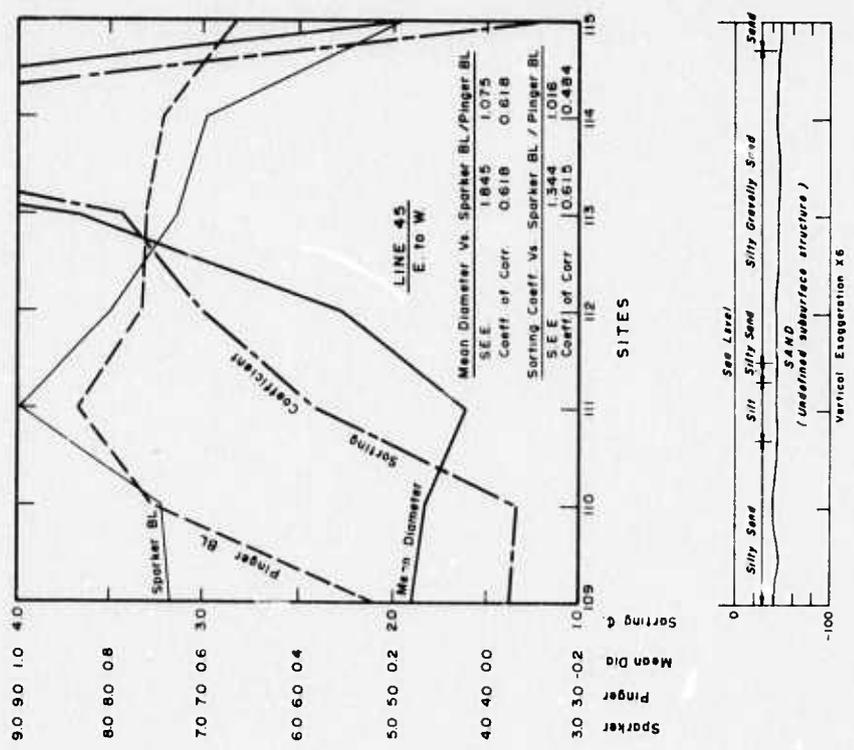 9.0 9.0 1.0 4.0
8.0 8.0 0.8
7.0 7.0 0.6 3.0
5.0 5.0 0.2 2.0
4.0 4.0 0.0
3.0 3.0 -0.2 1.0
Sparker Pinger Mean Dia Sorting C.
Sparker BL
Pinger BL
Mean Diameter
Sorting Coefficient
LINE 45
E. to W.
Mean Diameter Vs. Sparker BL/Pinger BL
S.E.E. 1.845 1.075
Coeff. of Corr. 0.618 0.618
Sorting Coeff. Vs Sparker BL / Pinger BL
S.E.E 1.344 1.016
Coeff. of Corr 0.615 0.484
109 110 111 112 113 114 115
SITES
Sea Level
0
Silty Sand Silt Silty Sand Silty Gravelly Sand Sand
SAND
(Undefined subsurface structure)
-100
Vertical Exaggeration X6